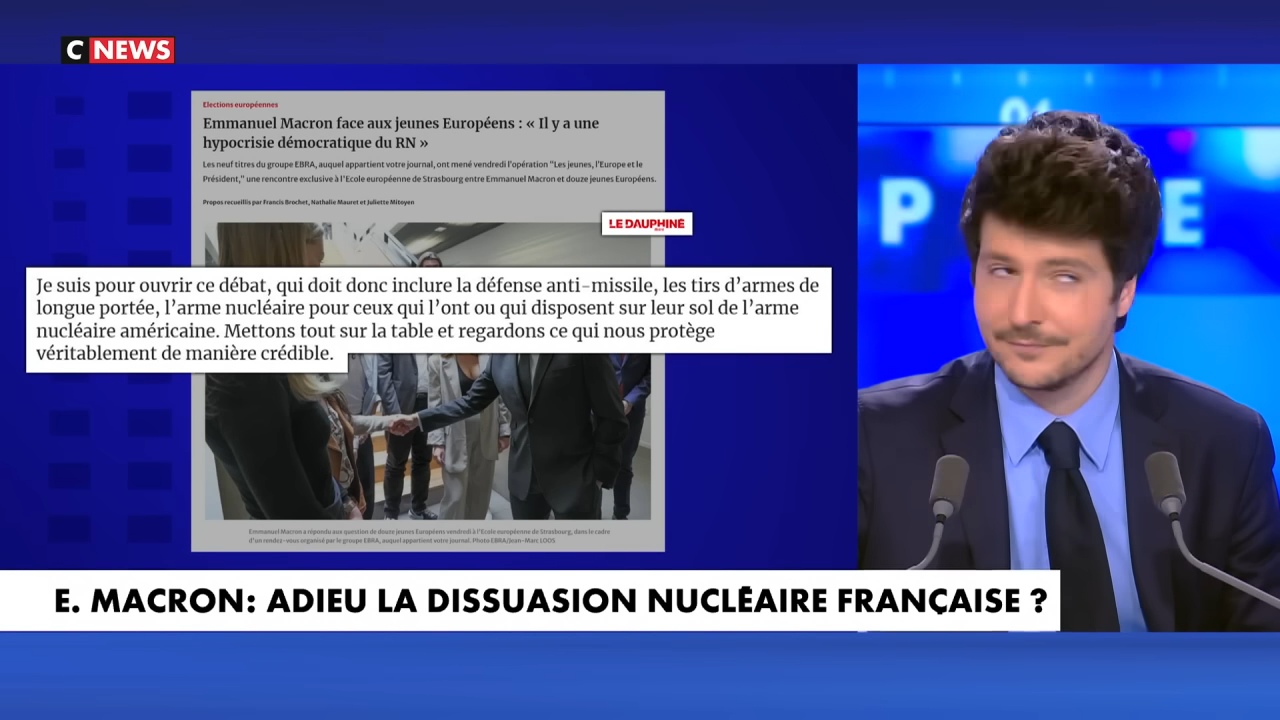 C NEWS
Elections européennes
Emmanuel Macron face aux jeunes Européens : « Il y a une
hypocrisie démocratique du RN »
Les neuf titres du groupe EBRA, auquel appartient votre journal, ont mené vendredi l'opération "Les jeunes, l'Europe et le
Président," une rencontre exclusive à l'Ecole européenne de Strasbourg entre Emmanuel Macron et douze jeunes Européens.
Propos recueillis par Francis Brochet, Nathalie Mauret et Juliette Mitoyen
LE DAUPHINÉ
Je suis pour ouvrir ce débat, qui doit donc inclure la défense anti-missile, les tirs d'armes de
longue portée, l'arme nucléaire pour ceux qui l'ont ou qui disposent sur leur sol de l'arme
nucléaire américaine. Mettons tout sur la table et regardons ce qui nous protège
véritablement de manière crédible.
Emmanuel Macron a répondu aux question de douze jeunes Européens vendredi à l'Ecole européenne de Strasbourg, dans le cadre
d'un rendez-vous organisé par le groupe EBRA, auquel appartient votre journal. Photo EBRA/Jean-Marc LOOS
P E
E. MACRON: ADIEU LA DISSUASION NUCLÉAIRE FRANÇAISE ?